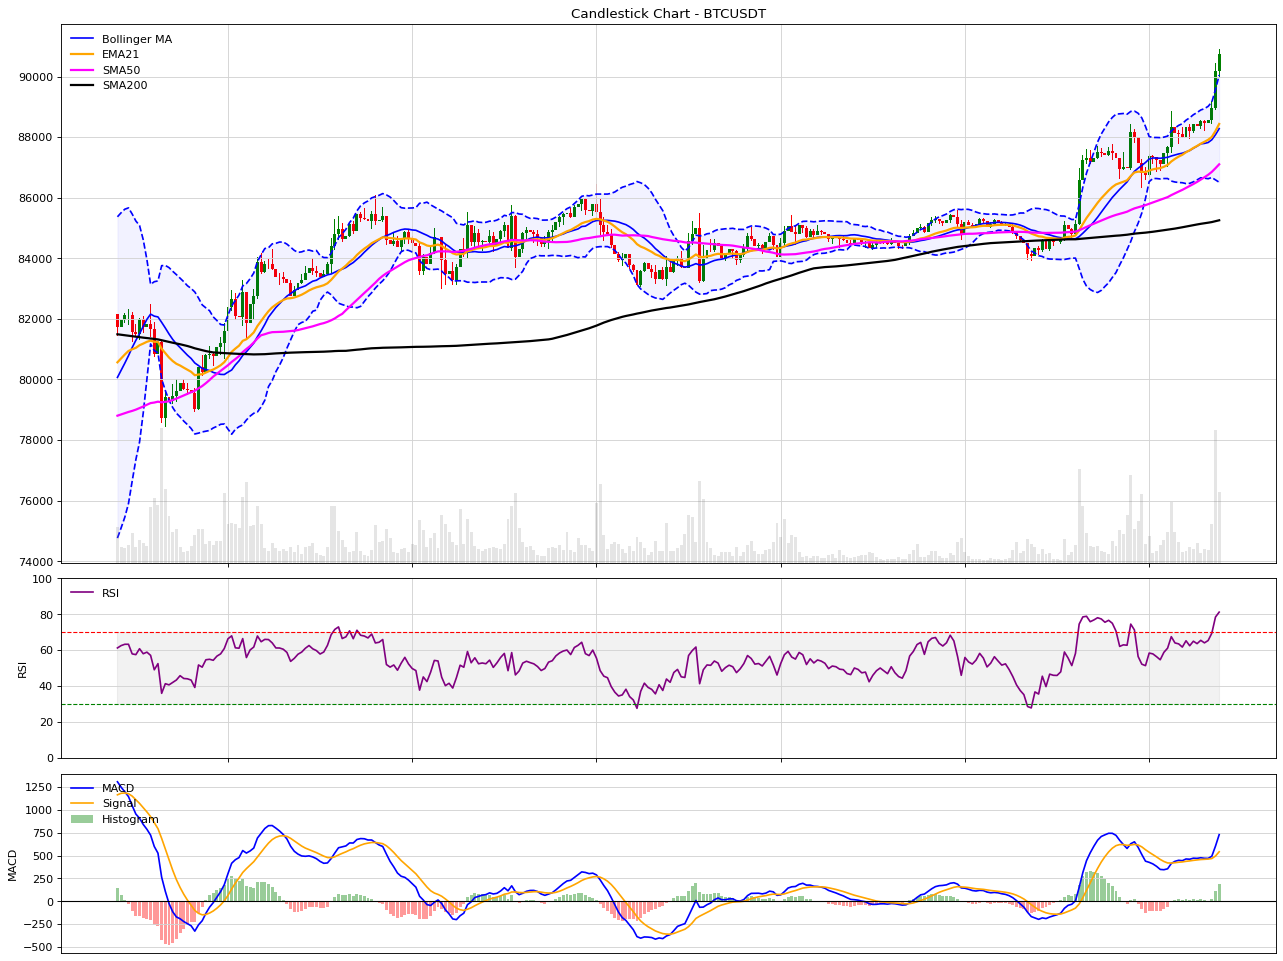 Candlestick Chart - BTCUSDT
Bollinger MA
EMA21
SMA50
SMA200
90000
88000
86000
84000
82000
80000
78000
76000
74000
RSI
100
80
60
40
20
0
RSI
MACD
Signal
Histogram
1250
1000
750
500
250
0
−250
−500
MACD